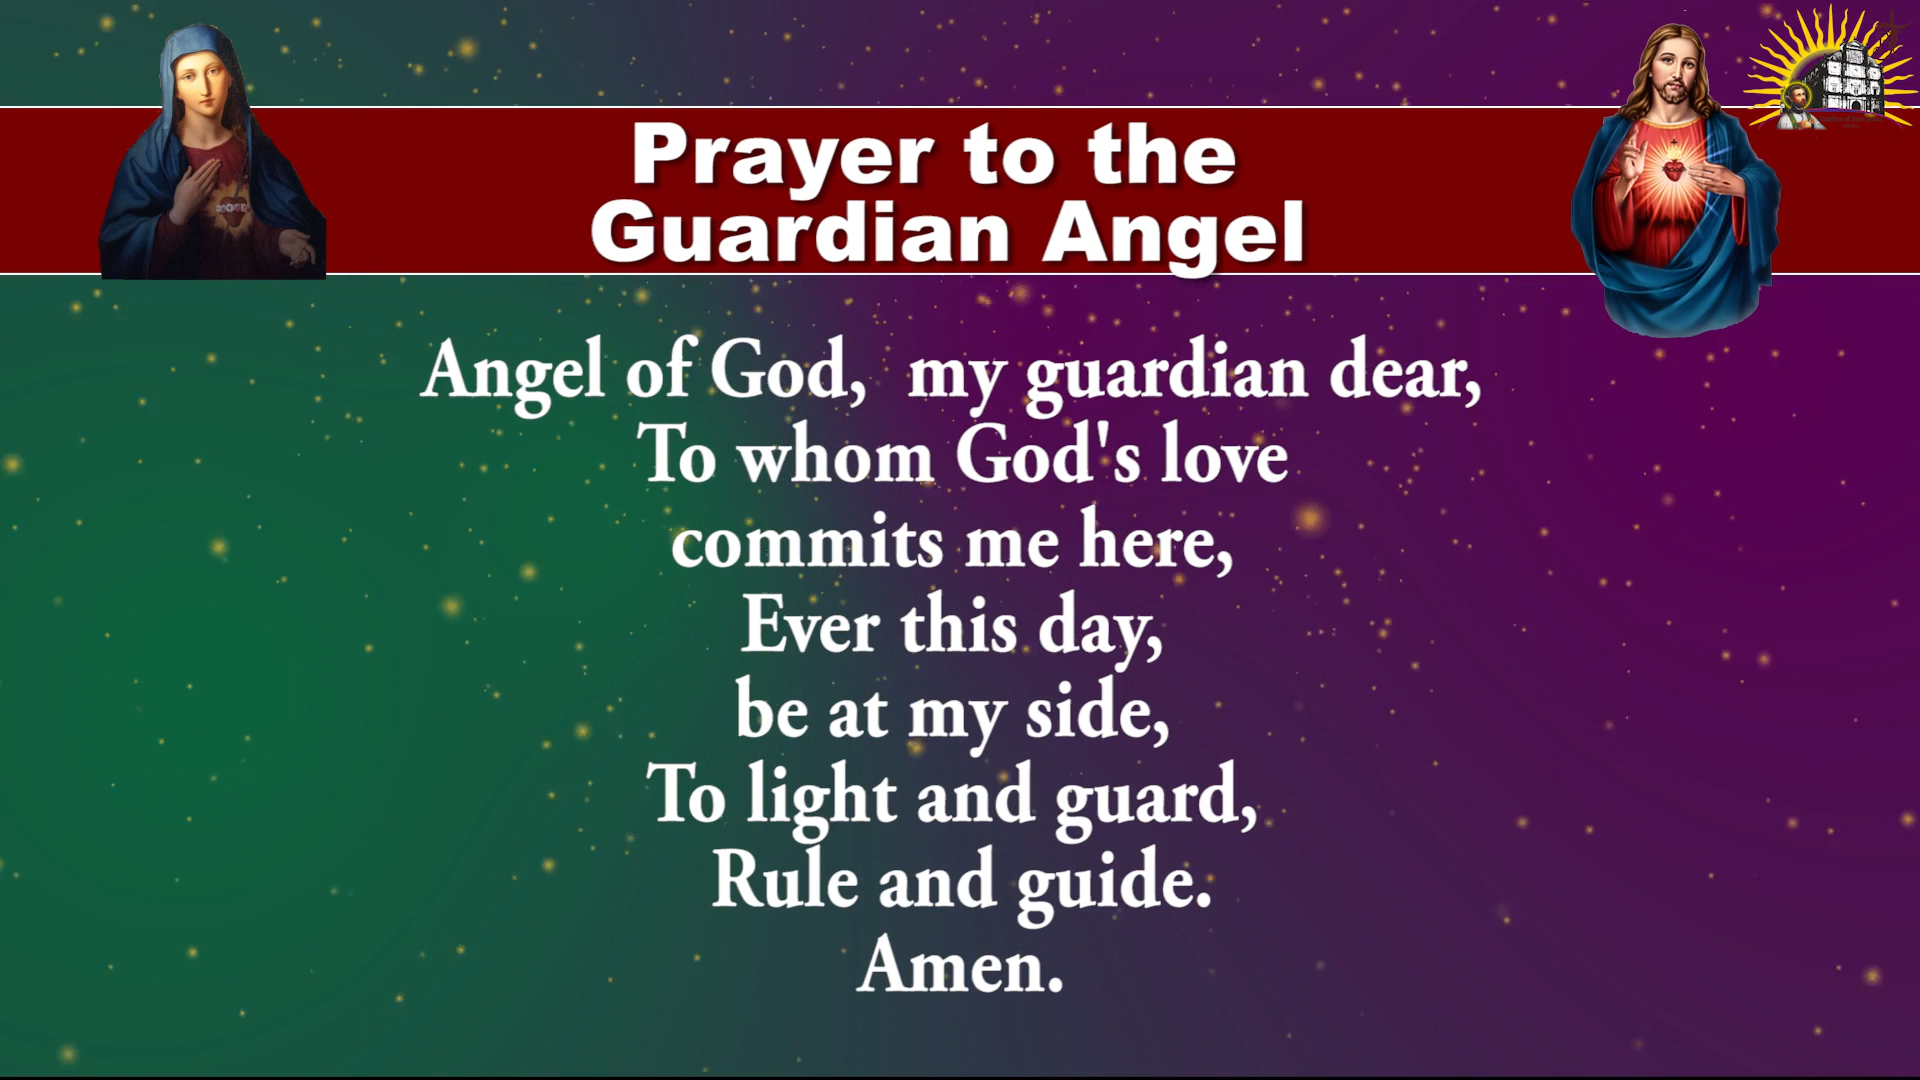 Prayer to the
Guardian Angel
Angel of God,  my guardian dear,
To whom God's love
commits me here,
Ever this day,
be at my side,
To light and guard,
Rule and guide.
Amen.